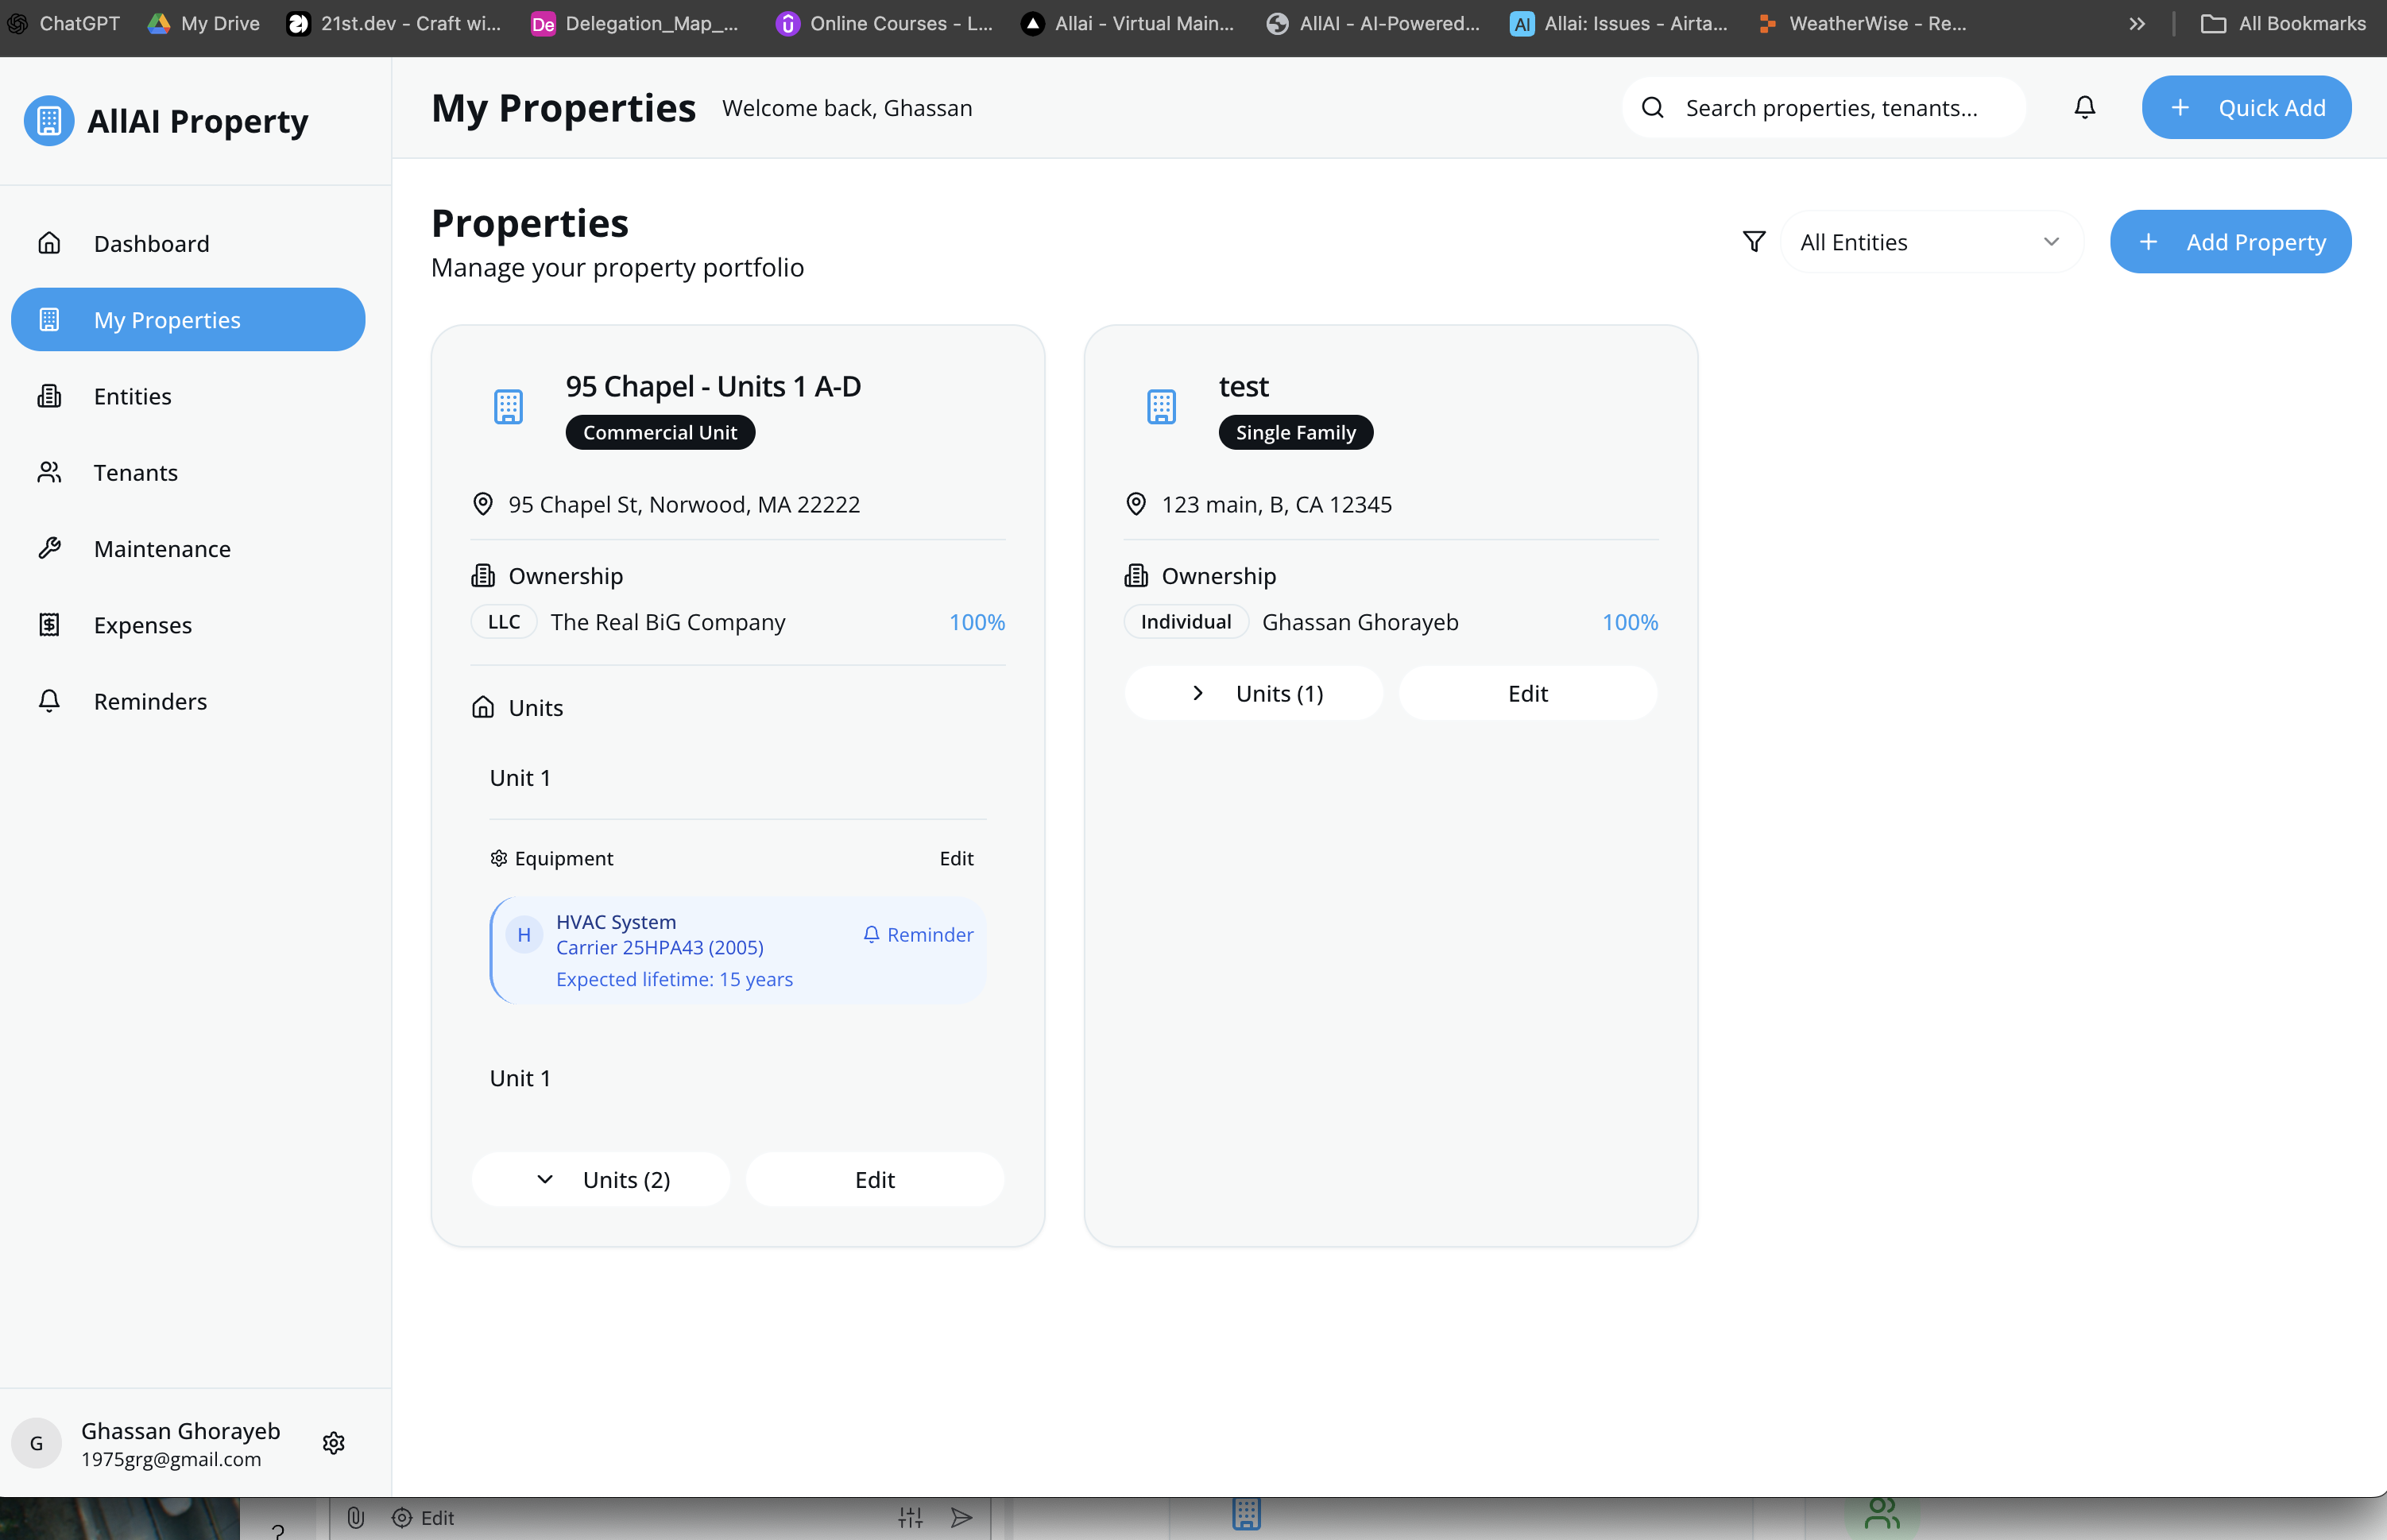 ChatGPT
My Drive
21st.dev - Craft wi...
De
Delegation_Map_...
Online Courses - L...
Allai - Virtual Main...
AllAI - AI-Powered...
AI
Allai: Issues - Airta...
WeatherWise - Re...
All Bookmarks
AllAI Property
My Properties
Welcome back, Ghassan
Search properties, tenants...
Quick Add
Dashboard
My Properties
Entities
Tenants
Maintenance
Expenses
Reminders
Properties
Manage your property portfolio
All Entities
Add Property
95 Chapel - Units 1 A-D
Commercial Unit
95 Chapel St, Norwood, MA 22222
Ownership
LLC
The Real BiG Company
100%
Units
Unit 1
Equipment
Edit
H
HVAC System
Carrier 25HPA43 (2005)
Expected lifetime: 15 years
Reminder
Unit 1
Units (2)
Edit
test
Single Family
123 main, B, CA 12345
Ownership
Individual
Ghassan Ghorayeb
100%
Units (1)
Edit
G
Ghassan Ghorayeb
1975grg@gmail.com
?
Edit